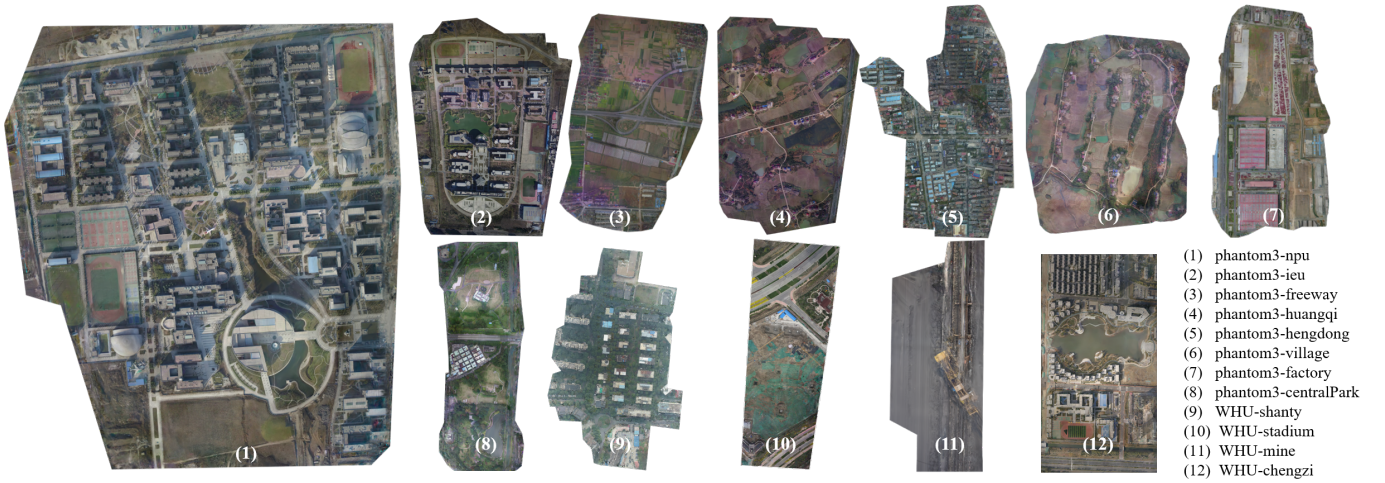 (1)
(2)
(3)
(4)
(5)
(6)
(7)
(8)
(9)
(10)
(11)
(12)
(1) phantom3-npu
(2) phantom3-ieu
(3) phantom3-freeway
(4) phantom3-huangqi
(5) phantom3-hengdong
(6) phantom3-village
(7) phantom3-factory
(8) phantom3-centralPark
(9) WHU-shanty
(10) WHU-stadium
(11) WHU-mine
(12) WHU-chengzi